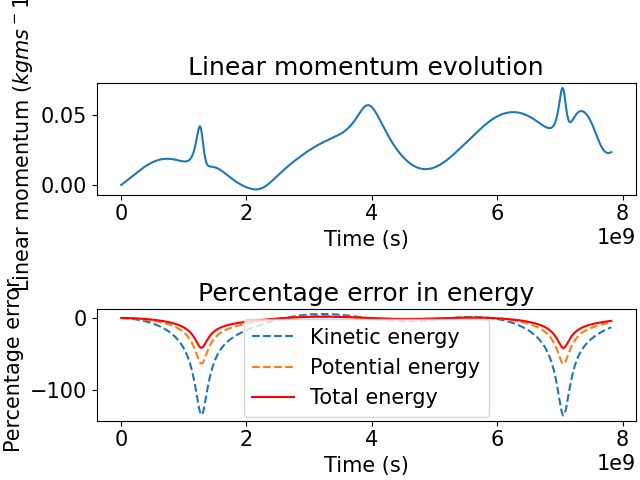 Linear momentum evolution
Linear momentum (kgms⁻1
0.05
0.00
0 2 4 6 8
1e9
Time (s)
Percentage error in energy
Percentage error
0
−100
Kinetic energy
Potential energy
Total energy
0 2 4 6 8
1e9
Time (s)